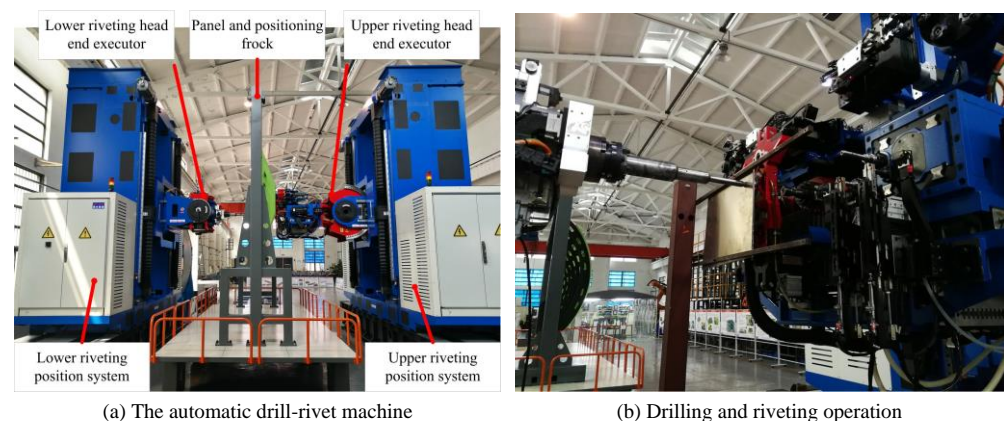 Lower riveting head
end executor
Panel and positioning
frock
Upper riveting head
end executor
Lower riveting
position system
Upper riveting
position system
(a) The automatic drill-rivet machine
(b) Drilling and riveting operation